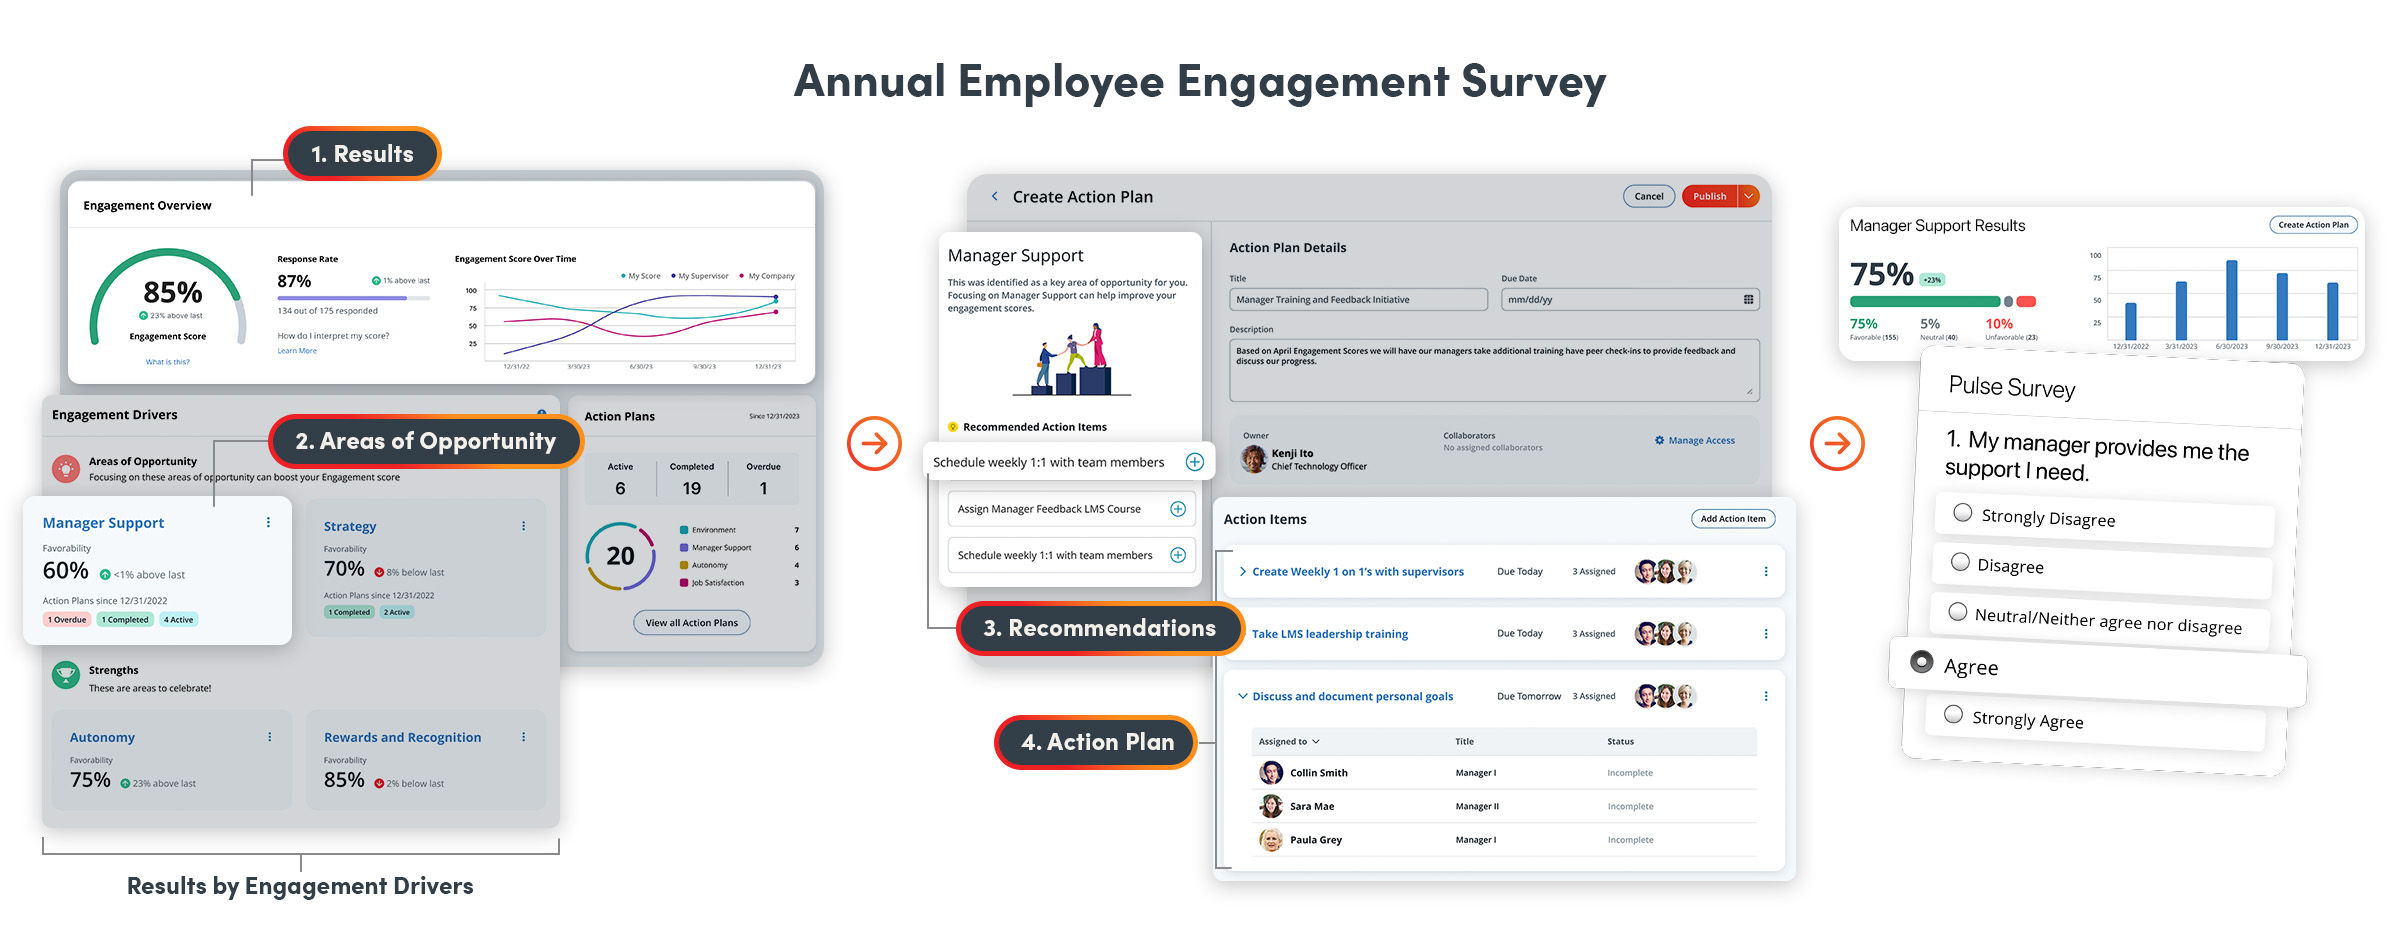 Annual Employee Engagement Survey
1. Results
Engagement Overview
85%
23% above last
Engagement Score
What is this?
Response Rate
87%
1% above last
134 out of 175 responded
How do I interpret my score?
Learn More
Engagement Score Over Time
My Score
My Supervisor
My Company
100
75
50
25
12/31/22
3/30/23
6/30/23
9/30/23
12/31/23
Engagement Drivers
2. Areas of Opportunity
Areas of Opportunity
Focusing on these areas of opportunity can boost your Engagement score
Manager Support
Favorability
60%
<1% above last
Action Plans since 12/31/2022
1 Overdue
1 Completed
4 Active
Strategy
Favorability
70%
8% below last
Action Plans since 12/31/2022
1 Completed
2 Active
Strengths
These are areas to celebrate!
Autonomy
Favorability
75%
23% above last
Rewards and Recognition
Favorability
85%
2% below last
Results by Engagement Drivers
Action Plans
Since 12/31/2023
Active
6
Completed
19
Overdue
1
20
Environment 7
Manager Support 6
Autonomy 4
Job Satisfaction 3
View all Action Plans
Create Action Plan
Cancel
Publish
Manager Support
This was identified as a key area of opportunity for you.
Focusing on Manager Support can help improve your
engagement scores.
Recommended Action Items
Schedule weekly 1:1 with team members
Assign Manager Feedback LMS Course
Schedule weekly 1:1 with team members
3. Recommendations
4. Action Plan
Action Plan Details
Title
Manager Training and Feedback Initiative
Due Date
mm/dd/yy
Description
Based on April Engagement Scores we will have our managers take additional training have peer check-ins to provide feedback and
discuss our progress.
Owner
Kenji Ito
Chief Technology Officer
Collaborators
No assigned collaborators
Manage Access
Action Items
Add Action Item
Create Weekly 1 on 1's with supervisors
Due Today
3 Assigned
Take LMS leadership training
Due Today
3 Assigned
Discuss and document personal goals
Due Tomorrow
3 Assigned
Assigned to
Title
Status
Collin Smith
Manager I
Incomplete
Sara Mae
Manager II
Incomplete
Paula Grey
Manager I
Incomplete
Manager Support Results
Create Action Plan
75%
+23%
75%
Favorable (155)
5%
Neutral (40)
10%
Unfavorable (23)
100
75
50
25
12/31/2022
3/31/2023
6/30/2023
9/30/2023
12/31/2023
Pulse Survey
1. My manager provides me the
support I need.
Strongly Disagree
Disagree
Neutral/Neither agree nor disagree
Agree
Strongly Agree